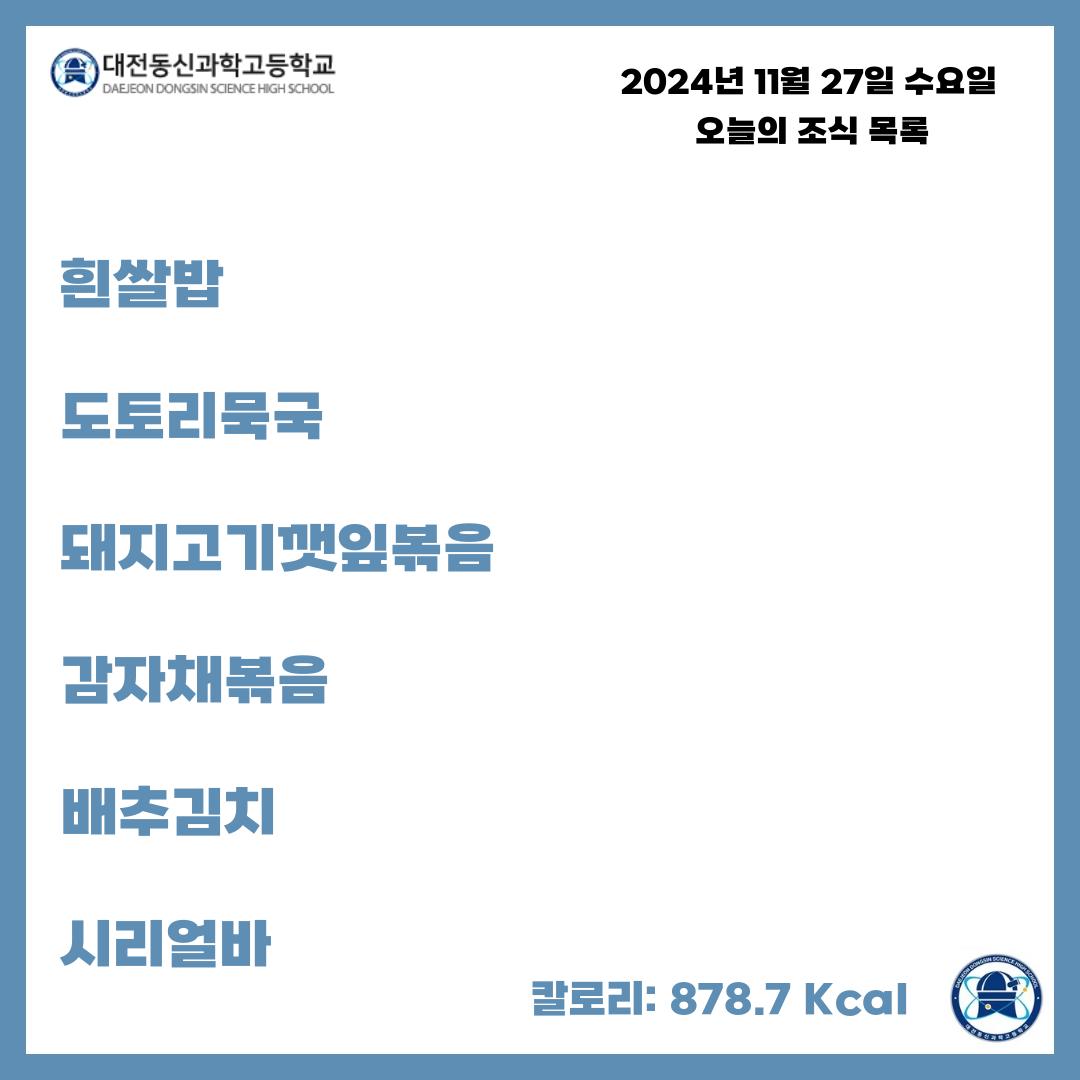 대전동신과학고등학교
DAEJEON DONGSIN SCIENCE HIGH SCHOOL
2024년 11월 27일 수요일
오늘의 조식 목록
흰쌀밥
도토리묵국
돼지고기깻잎볶음
감자채볶음
배추김치
시리얼바
칼로리: 878.7 Kcal
DAEJEON DONGSIN SCIENCE HIGH SCHOOL
대전동신과학고등학교